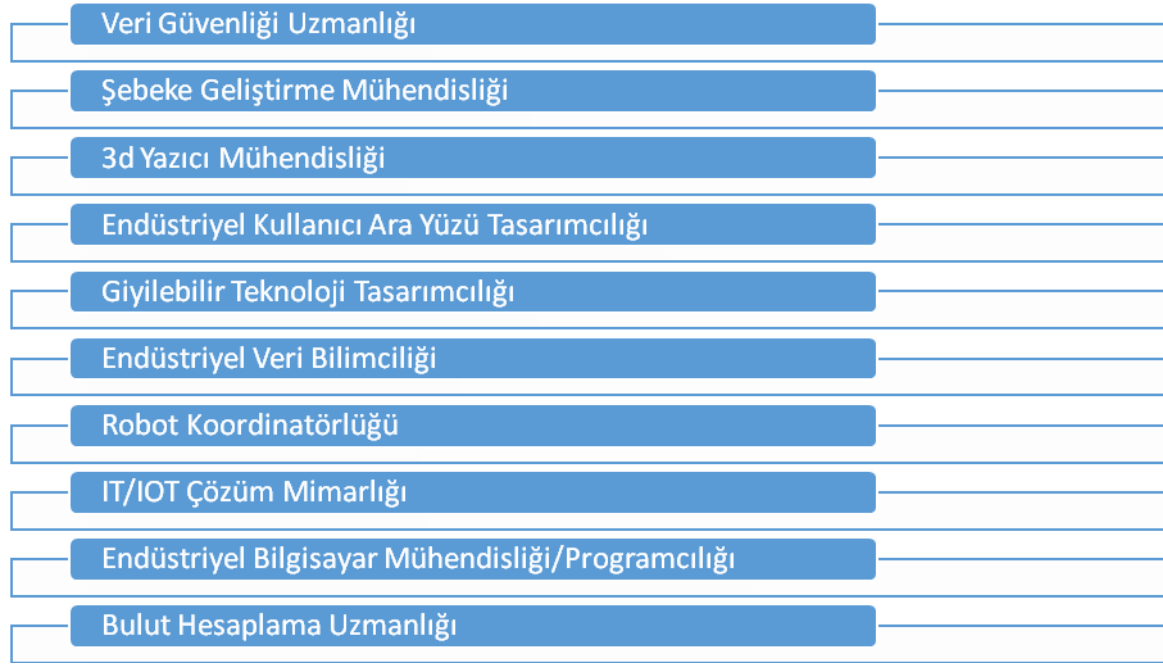 Veri Güvenliği Uzmanlığı
Şebeke Geliştirme Mühendisliği
3d Yazıcı Mühendisliği
Endüstriyel Kullanıcı Ara Yüzü Tasarımcılığı
Giyilebilir Teknoloji Tasarımcılığı
Endüstriyel Veri Bilimciliği
Robot Koordinatörlüğü
IT/IOT Çözüm Mimarlığı
Endüstriyel Bilgisayar Mühendisliği/Programcılığı
Bulut Hesaplama Uzmanlığı